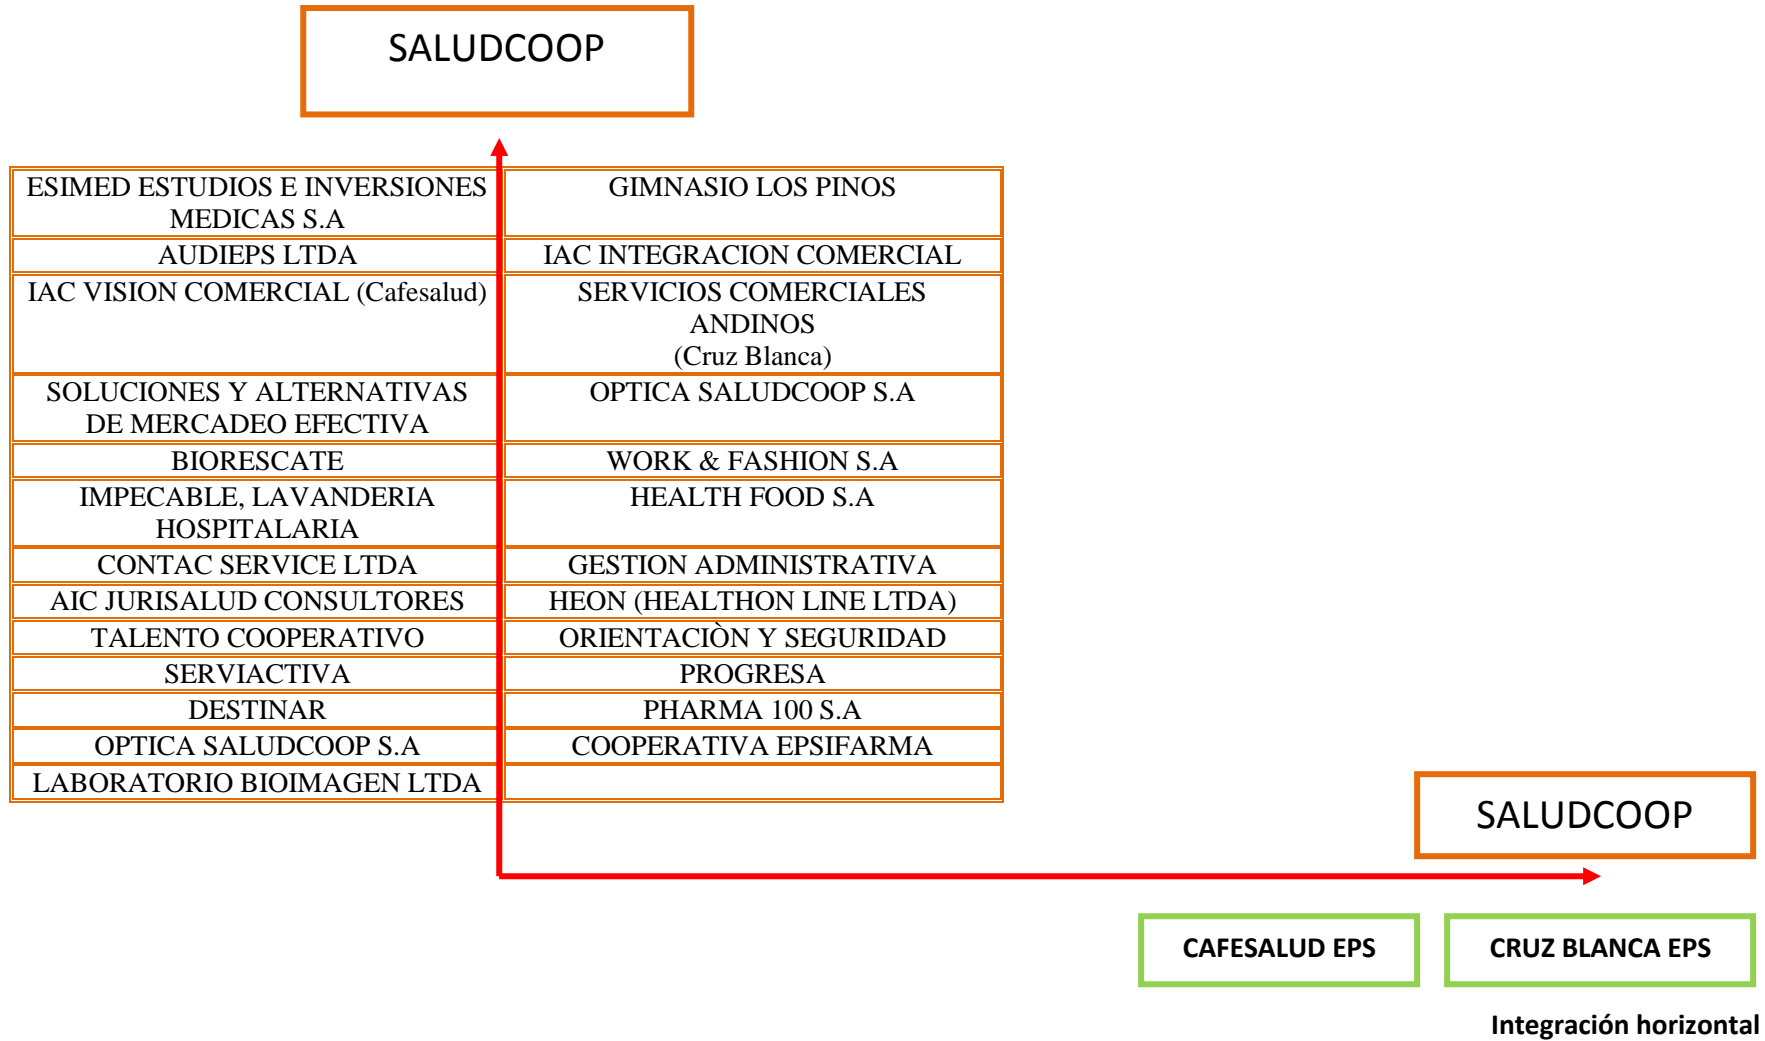 SALUDCOOP
ESIMED ESTUDIOS E INVERSIONES
MEDICAS S.A
GIMNASIO LOS PINOS
AUDIEPS LTDA
IAC INTEGRACION COMERCIAL
IAC VISION COMERCIAL (Cafesalud)
SERVICIOS COMERCIALES
ANDINOS
(Cruz Blanca)
SOLUCIONES Y ALTERNATIVAS
DE MERCADEO EFECTIVA
OPTICA SALUDCOOP S.A
BIORESCATE
WORK & FASHION S.A
IMPECABLE, LAVANDERIA
HOSPITALARIA
HEALTH FOOD S.A
CONTAC SERVICE LTDA
GESTION ADMINISTRATIVA
AIC JURISALUD CONSULTORES
HEON (HEALTHON LINE LTDA)
TALENTO COOPERATIVO
ORIENTACIÒN Y SEGURIDAD
SERVIACTIVA
PROGRESA
DESTINAR
PHARMA 100 S.A
OPTICA SALUDCOOP S.A
COOPERATIVA EPSIFARMA
LABORATORIO BIOIMAGEN LTDA
SALUDCOOP
CAFESALUD EPS
CRUZ BLANCA EPS
Integración horizontal